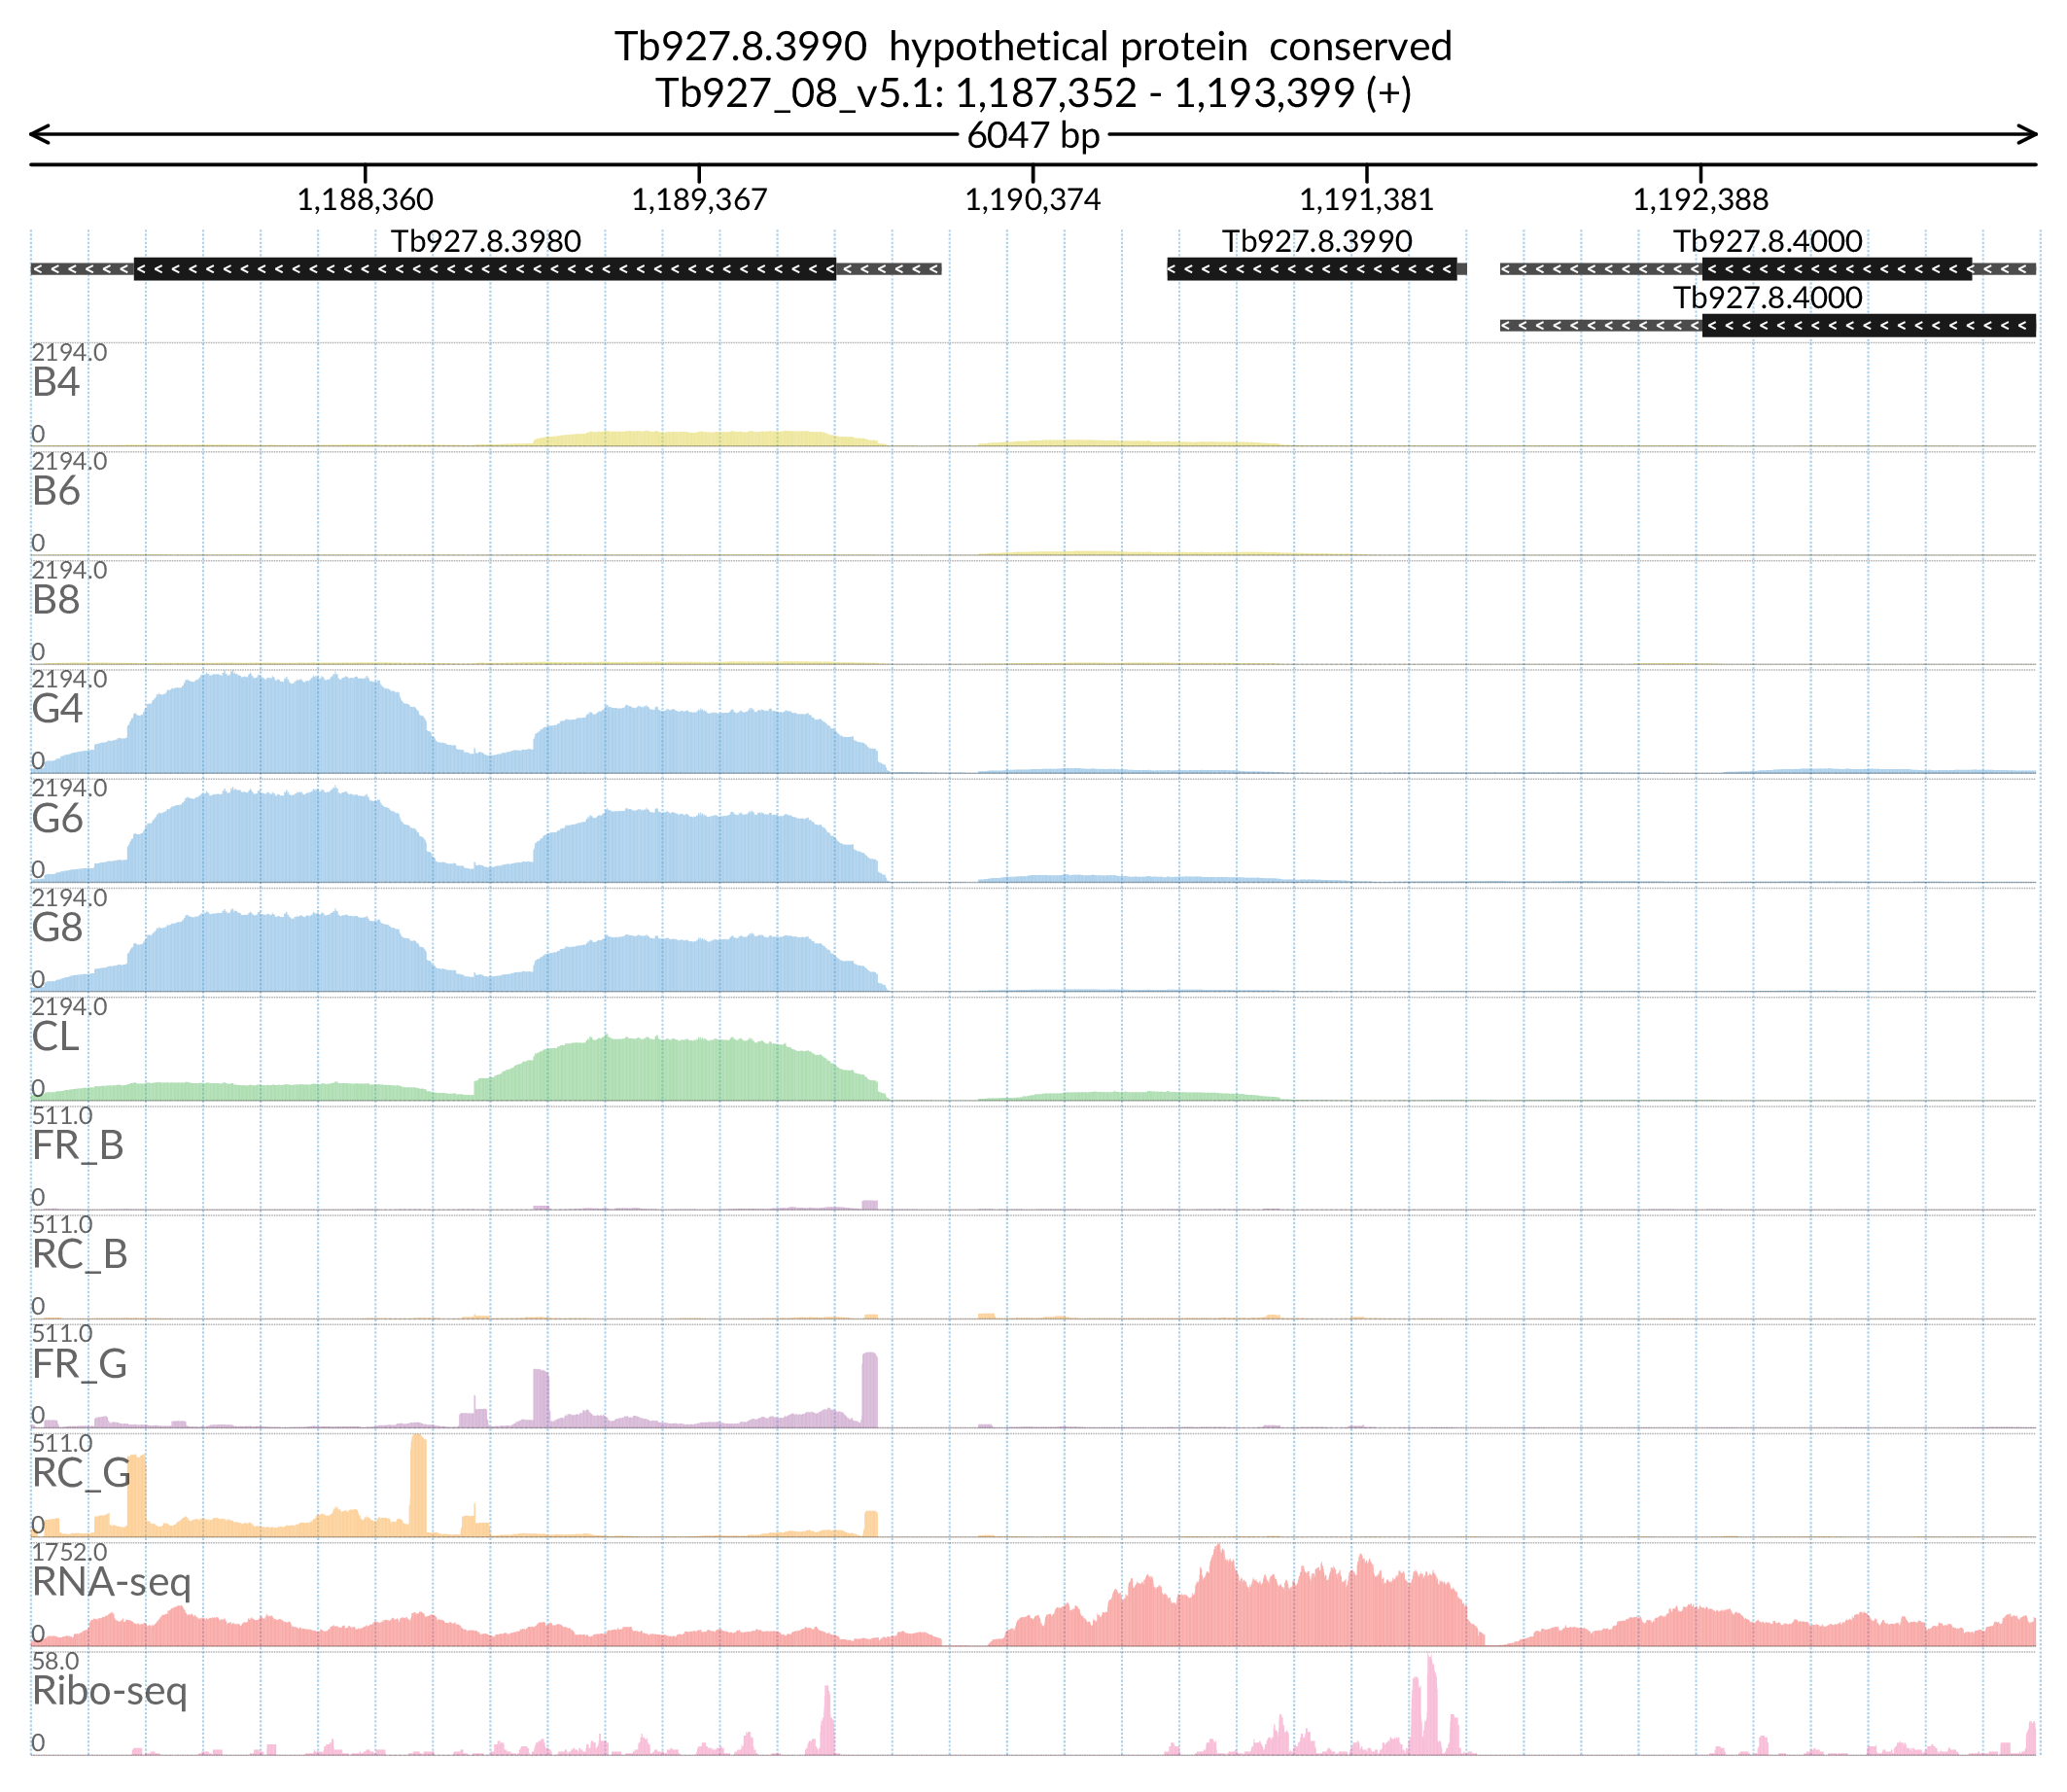 Tb927.8.3990  hypothetical protein  conserved
Tb927_08_v5.1: 1,187,352 - 1,193,399 (+)
6047 bp
1,188,360 1,189,367 1,190,374 1,191,381 1,192,388
Tb927.8.3980 Tb927.8.3990 Tb927.8.4000
Tb927.8.4000
2194.0
B4
0
2194.0
B6
0
2194.0
B8
0
2194.0
G4
0
2194.0
G6
0
2194.0
G8
0
2194.0
CL
0
511.0
FR_B
0
511.0
RC_B
0
511.0
FR_G
0
511.0
RC_G
0
1752.0
RNA-seq
0
58.0
Ribo-seq
0